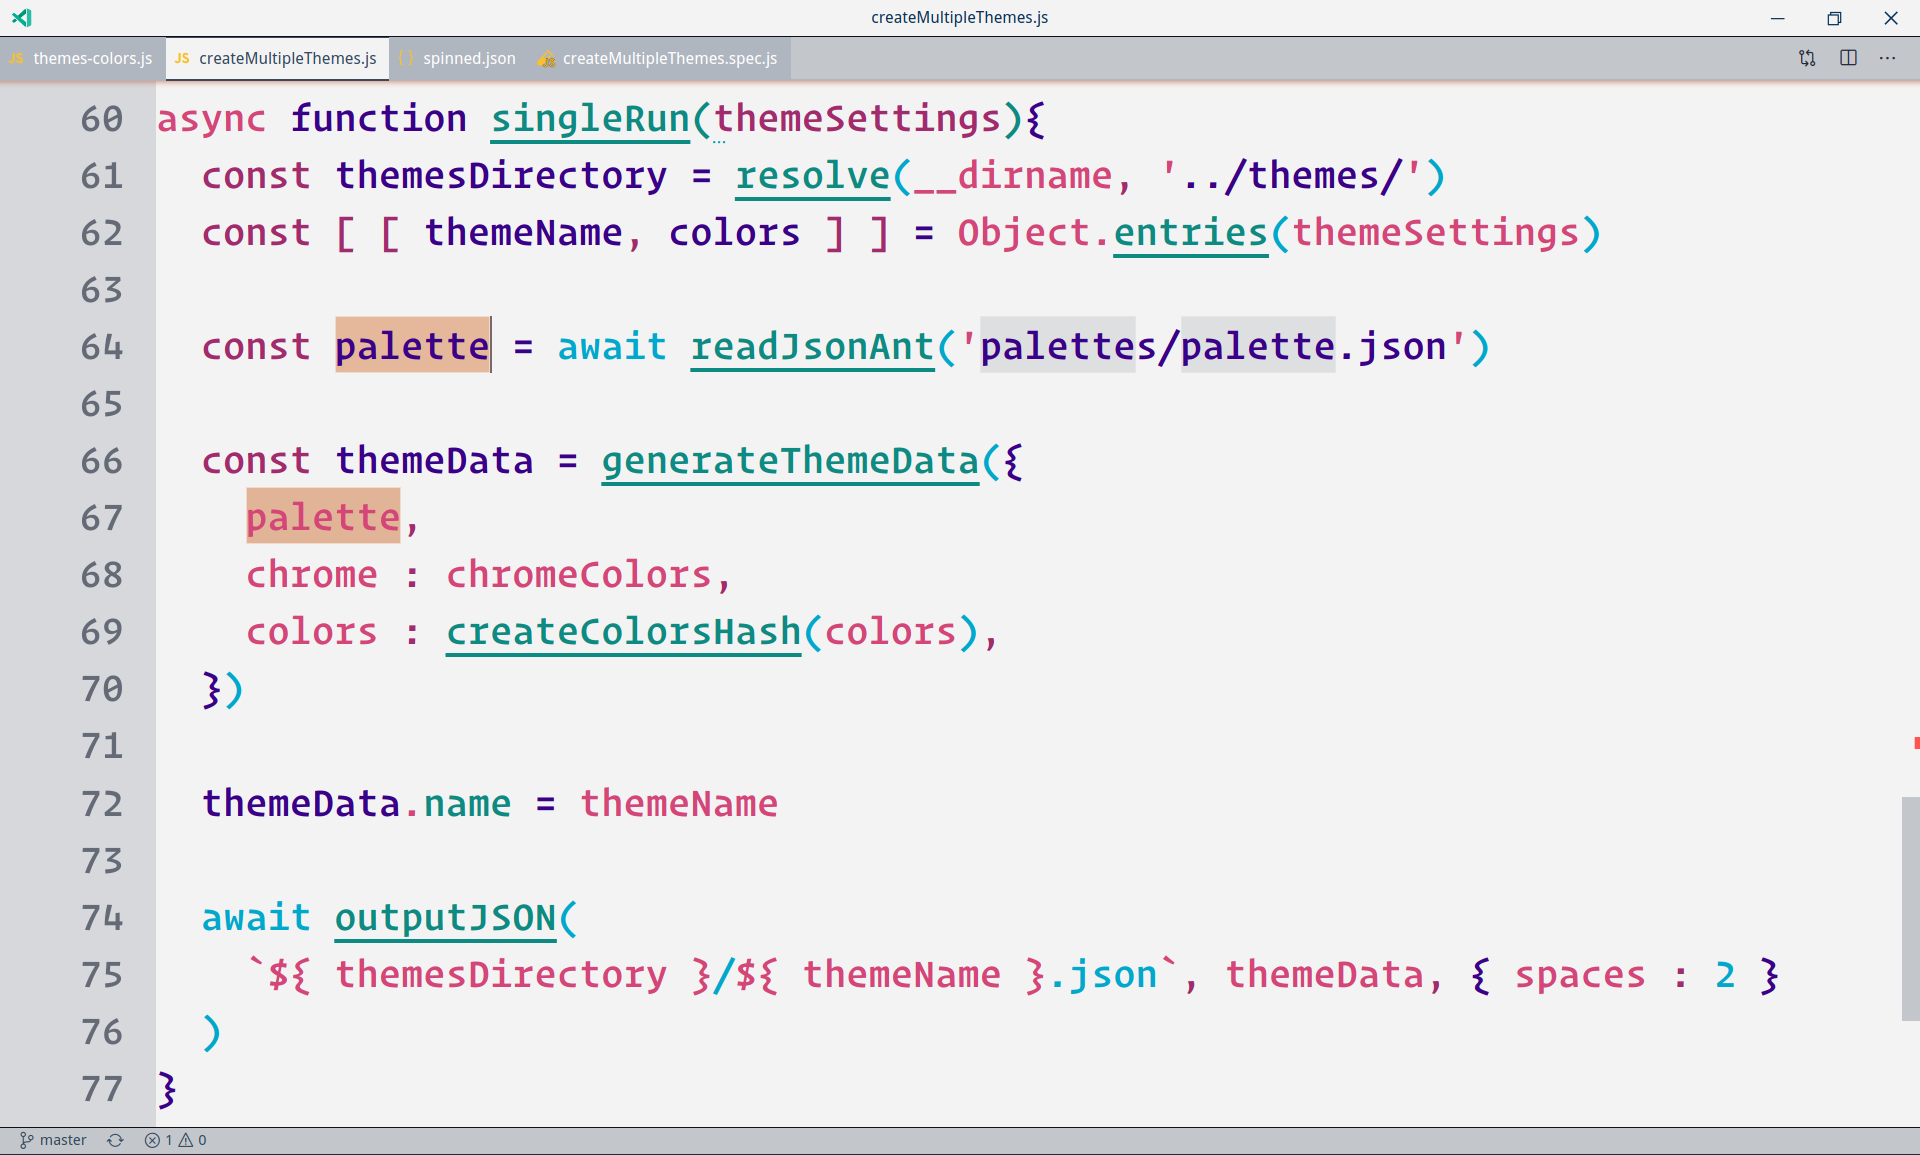 createMultipleThemes.js
JS themes-colors.js JS createMultipleThemes.js {} spinned.json createMultipleThemes.spec.js ...
60 async function singleRun(themeSettings){
61 const themesDirectory = resolve(__dirname, '../themes/')
62 const [ [ themeName, colors ] ] = Object.entries(themeSettings)
63
64 const palette = await readJsonAnt('palettes/palette.json')
65
66 const themeData = generateThemeData({
67 palette,
68 chrome : chromeColors,
69 colors : createColorsHash(colors),
70 })
71
72 themeData.name = themeName
73
74 await outputJSON(
75 `${ themesDirectory }/${ themeName }.json`, themeData, { spaces : 2 }
76 )
77 }
master 1 0